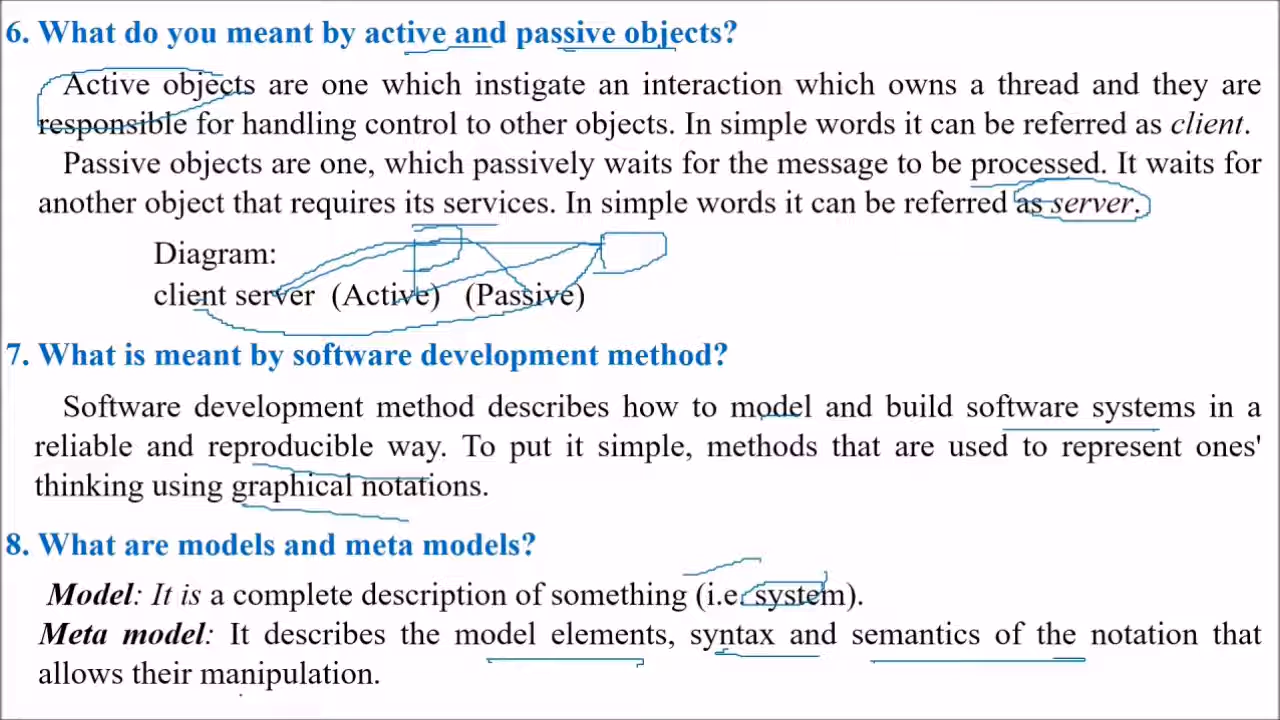 6. What do you meant by active and passive objects?
Active objects are one which instigate an interaction which owns a thread and they are
responsible for handling control to other objects. In simple words it can be referred as client.
Passive objects are one, which passively waits for the message to be processed. It waits for
another object that requires its services. In simple words it can be referred as server.
Diagram:
client server (Active) (Passive)
7. What is meant by software development method?
Software development method describes how to model and build software systems in a
reliable and reproducible way. To put it simple, methods that are used to represent ones'
thinking using graphical notations.
8. What are models and meta models?
Model: It is a complete description of something (i.e. system).
Meta model: It describes the model elements, syntax and semantics of the notation that
allows their manipulation.